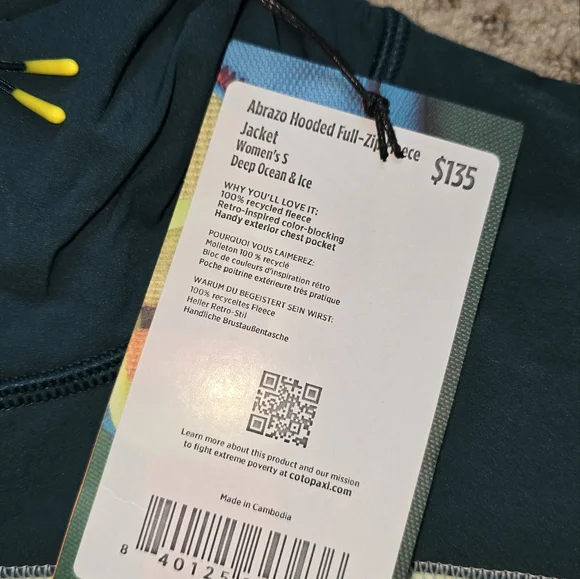 Abrazo Hooded Full-Zip Fleece
Jacket
$135
Women's S
Deep Ocean & Ice
WHY YOU'LL LOVE IT:
100% recycled fleece
Retro-inspired color-blocking
Handy exterior chest pocket
POURQUOI VOUS L'AIMEREZ:
Molleton 100 % recyclé
Bloc de couleurs d'inspiration rétro
Poche poitrine extérieure très pratique
WARUM DU BEGEISTERT SEIN WIRST:
100% recyceltes Fleece
Heller Retro-Stil
Handliche Brustaußentasche
Learn more about this product and our mission
to fight extreme poverty at cotopaxi.com
Made in Cambodia
8 40125